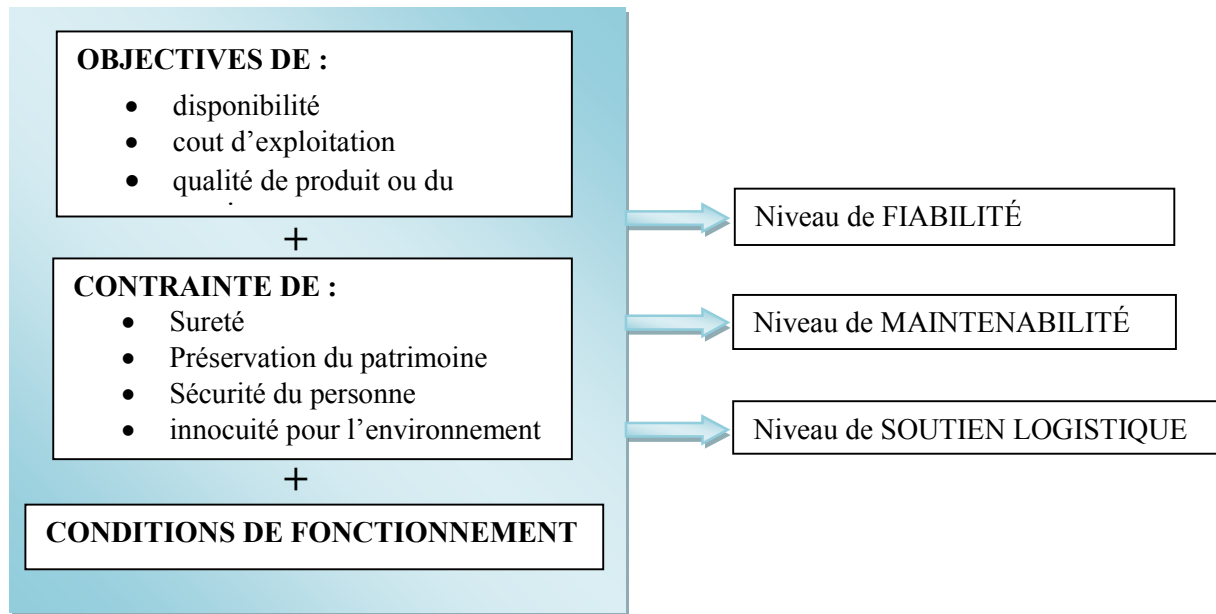 OBJECTIVES DE :
• disponibilité
• cout d’exploitation
• qualité de produit ou du
+
CONTRAINTE DE :
• Sureté
• Préservation du patrimoine
• Sécurité du personne
• innocuité pour l’environnement
+
CONDITIONS DE FONCTIONNEMENT
Niveau de FIABILITÉ
Niveau de MAINTENABILITÉ
Niveau de SOUTIEN LOGISTIQUE